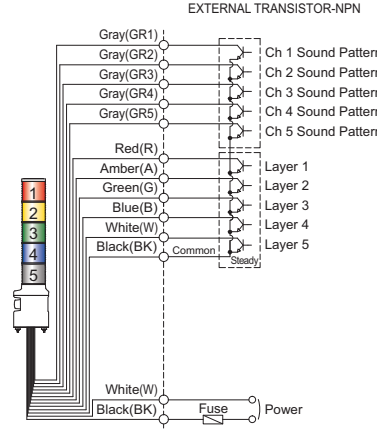 EXTERNAL TRANSISTOR-NPN
Gray(GR1)
Gray(GR2)
Gray(GR3)
Gray(GR4)
Gray(GR5)
Ch 1 Sound Pattern
Ch 2 Sound Pattern
Ch 3 Sound Pattern
Ch 4 Sound Pattern
Ch 5 Sound Pattern
Red(R)
Amber(A)
Green(G)
Blue(B)
White(W)
Black(BK)
Common
Steady
Layer 1
Layer 2
Layer 3
Layer 4
Layer 5
1
2
3
4
5
White(W)
Black(BK)
Fuse
Power